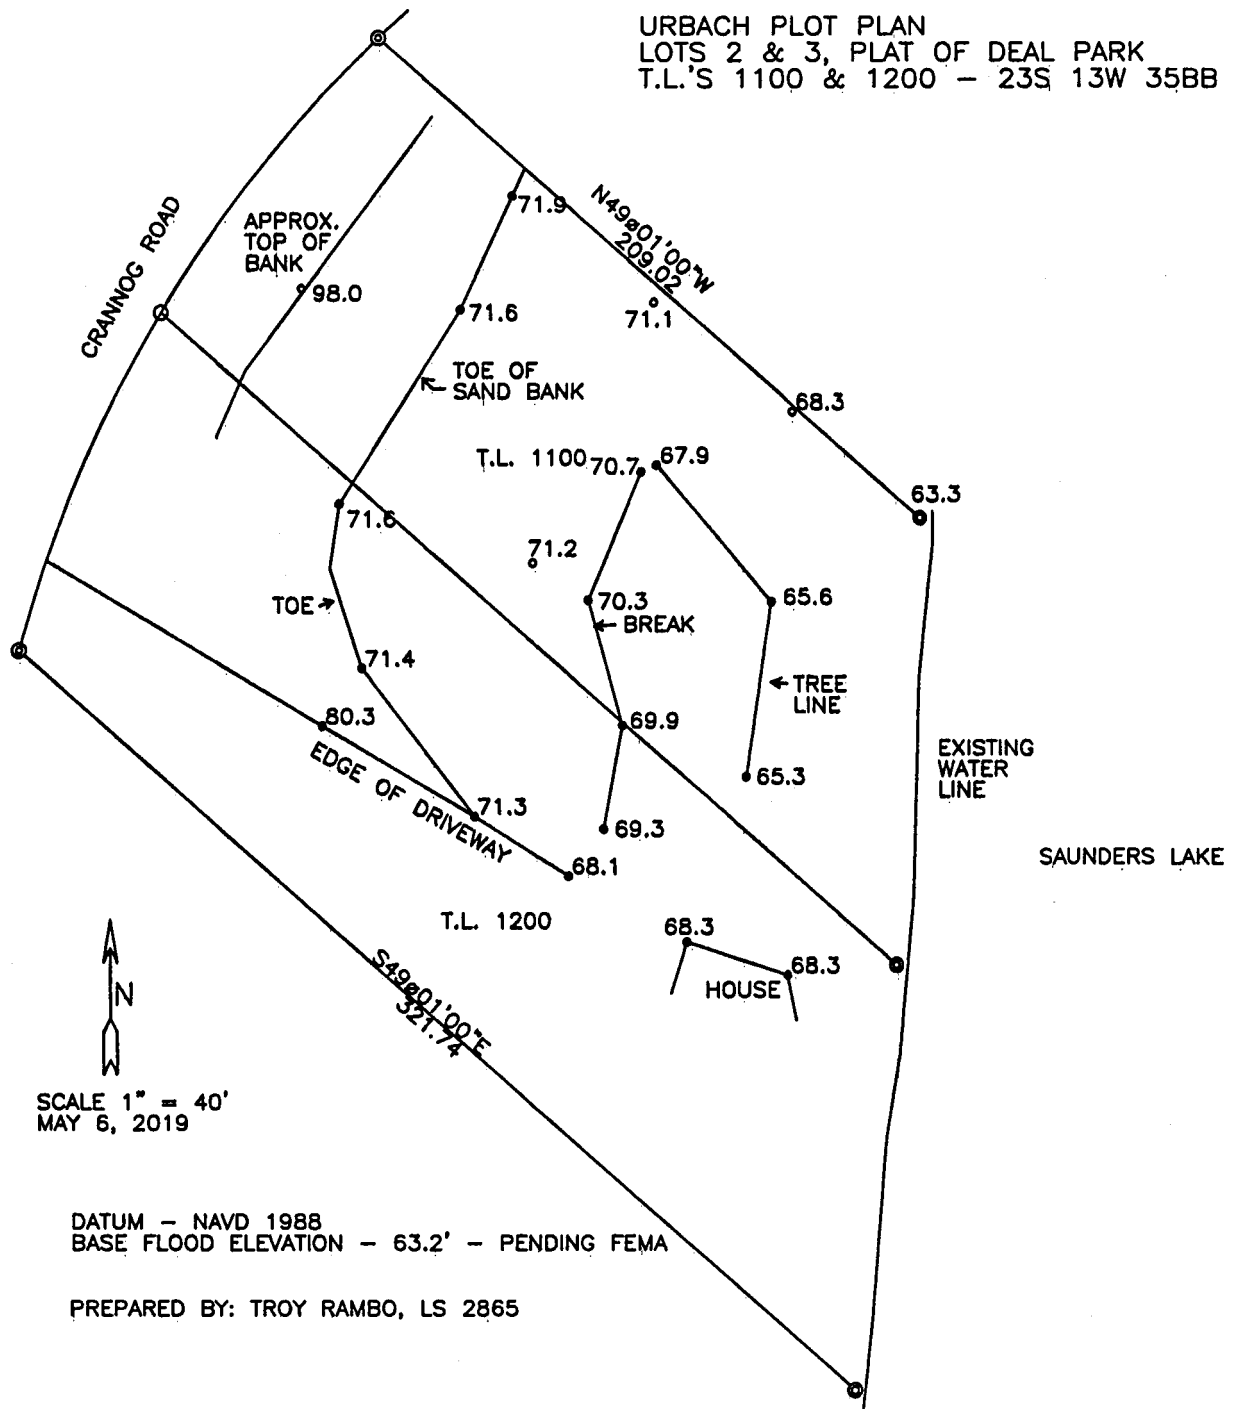 URBACH PLOT PLAN
LOTS 2 & 3, PLAT OF DEAL PARK
T.L.'S 1100 & 1200 - 23S 13W 35BB
CRANNOG ROAD
APPROX.
TOP OF
BANK
98.0
71.9
N49ø01'00"W
209.02
71.6
71.1
TOE OF
SAND BANK
68.3
T.L. 1100
70.7
67.9
63.3
71.6
71.2
TOE
70.3
BREAK
65.6
71.4
TREE
LINE
80.3
69.9
EDGE OF DRIVEWAY
EXISTING
WATER
LINE
65.3
71.3
69.3
68.1
SAUNDERS LAKE
T.L. 1200
68.3
68.3
HOUSE
S49ø01'00"E
321.74
N
SCALE 1" = 40'
MAY 6, 2019
DATUM - NAVD 1988
BASE FLOOD ELEVATION - 63.2' - PENDING FEMA
PREPARED BY: TROY RAMBO, LS 2865